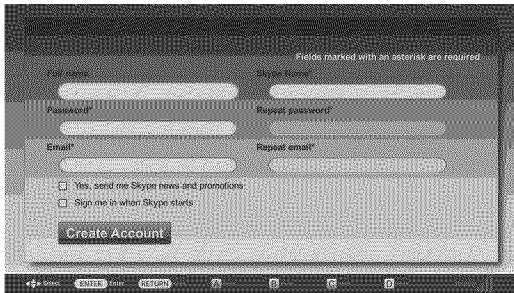 Fields marked with an asterisk are required
Full name Skype Name*
Password* Repeat password*
Email* Repeat email*
Yes, send me Skype news and promotions
Sign me in when Skype starts
Create Account
Select ENTER Enter RETURN A B C D